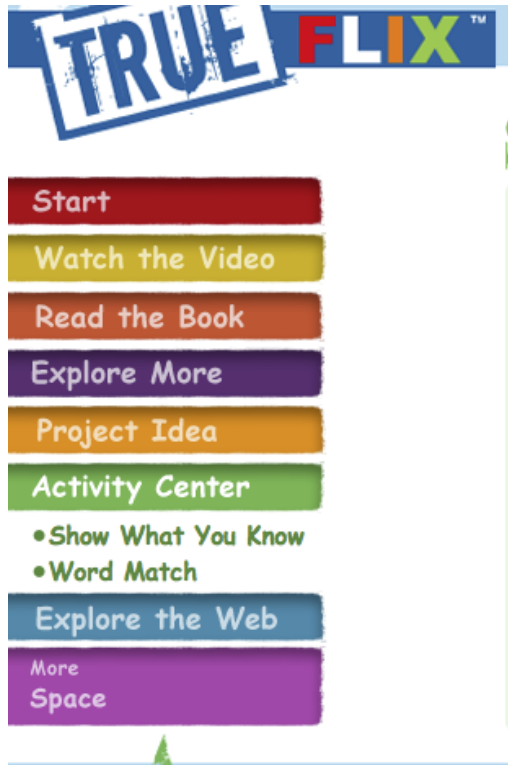 TRUE FLIX™
Start
Watch the Video
Read the Book
Explore More
Project Idea
Activity Center
•Show What You Know
•Word Match
Explore the Web
More
Space